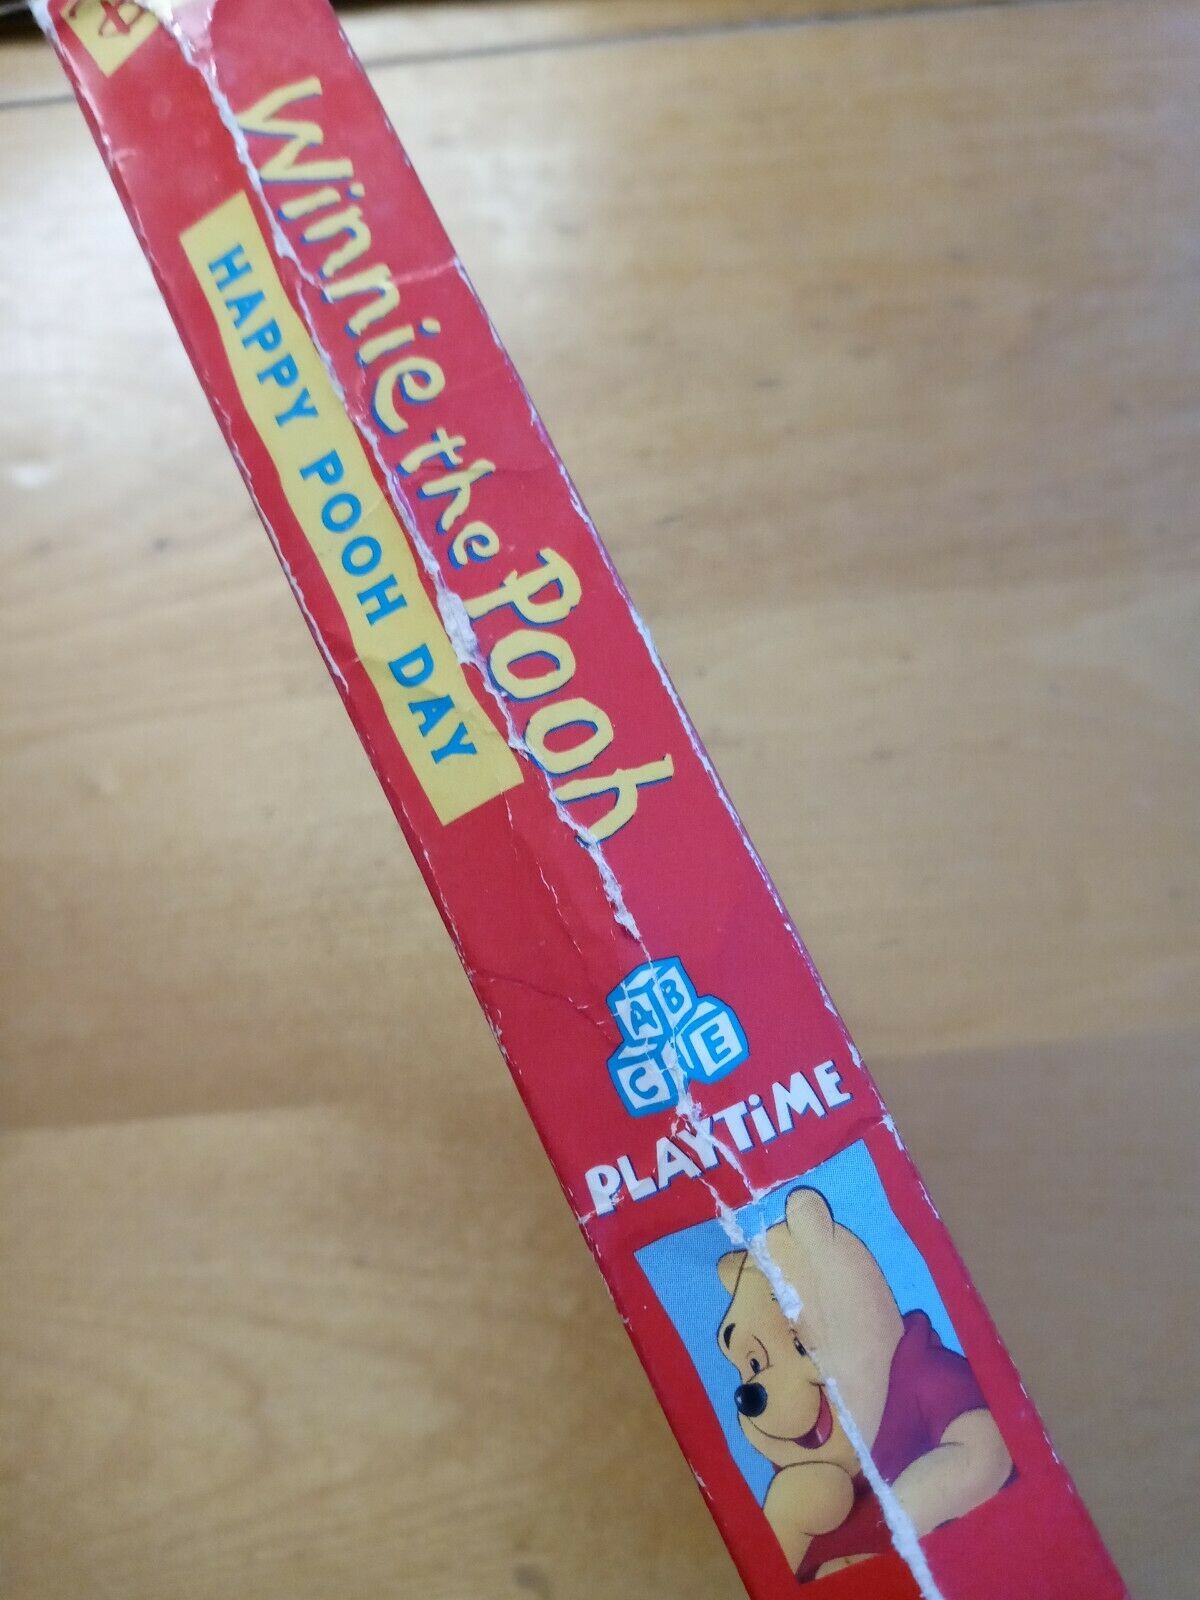 Winnie the Pooh
HAPPY POOH DAY
A B
C E
PLAYTiME